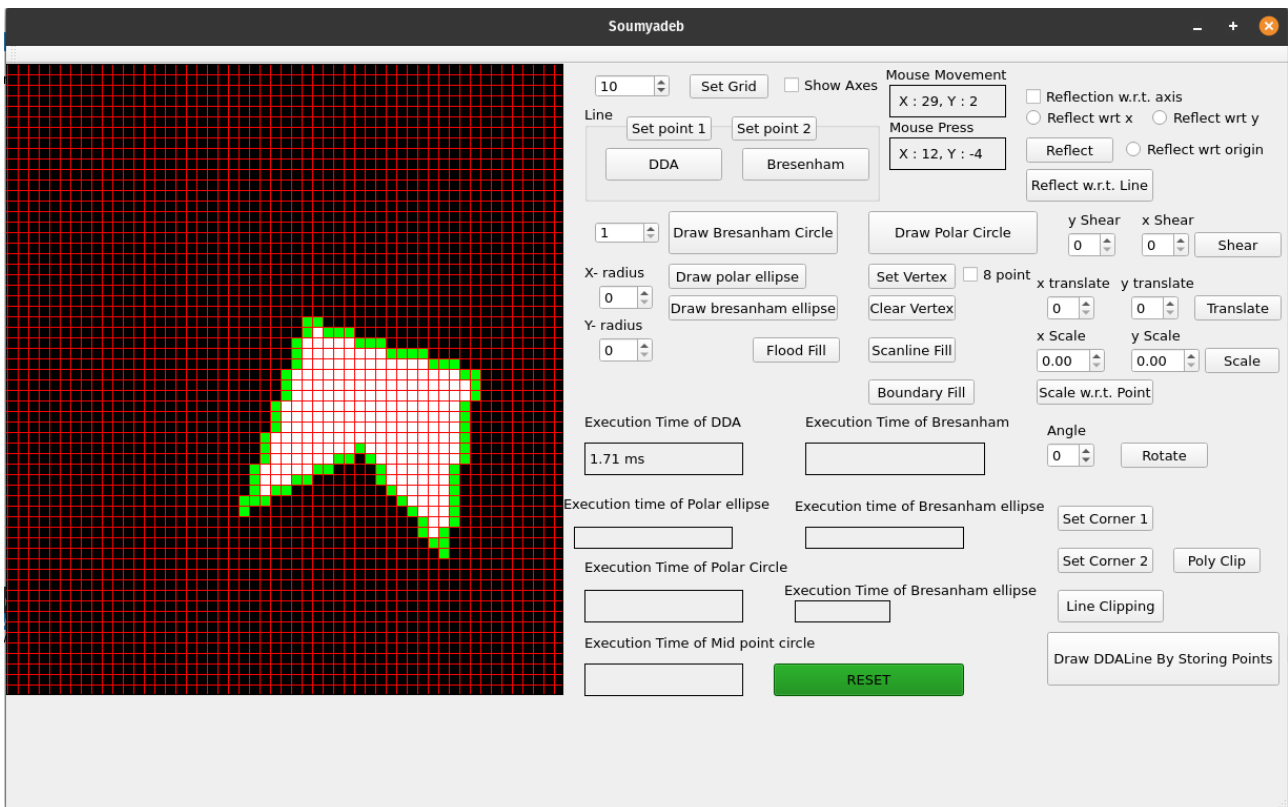 Soumyadeb
10 Set Grid Show Axes Mouse Movement
X : 29, Y : 2 Reflection w.r.t. axis
Line Set point 1 Set point 2 Mouse Press Reflect wrt x Reflect wrt y
DDA Bresenham X : 12, Y : -4 Reflect Reflect wrt origin
Reflect w.r.t. Line
1 Draw Bresanham Circle Draw Polar Circle y Shear x Shear
0 0 Shear
X- radius Draw polar ellipse Set Vertex 8 point x translate y translate
0 Draw bresanham ellipse Clear Vertex 0 0 Translate
Y- radius x Scale y Scale
0 Flood Fill Scanline Fill 0.00 0.00 Scale
Boundary Fill Scale w.r.t. Point
Execution Time of DDA Execution Time of Bresanham Angle
1.71 ms 0 Rotate
Execution time of Polar ellipse Execution time of Bresanham ellipse Set Corner 1
Execution Time of Polar Circle Set Corner 2 Poly Clip
Execution Time of Bresanham ellipse Line Clipping
Execution Time of Mid point circle Draw DDALine By Storing Points
RESET